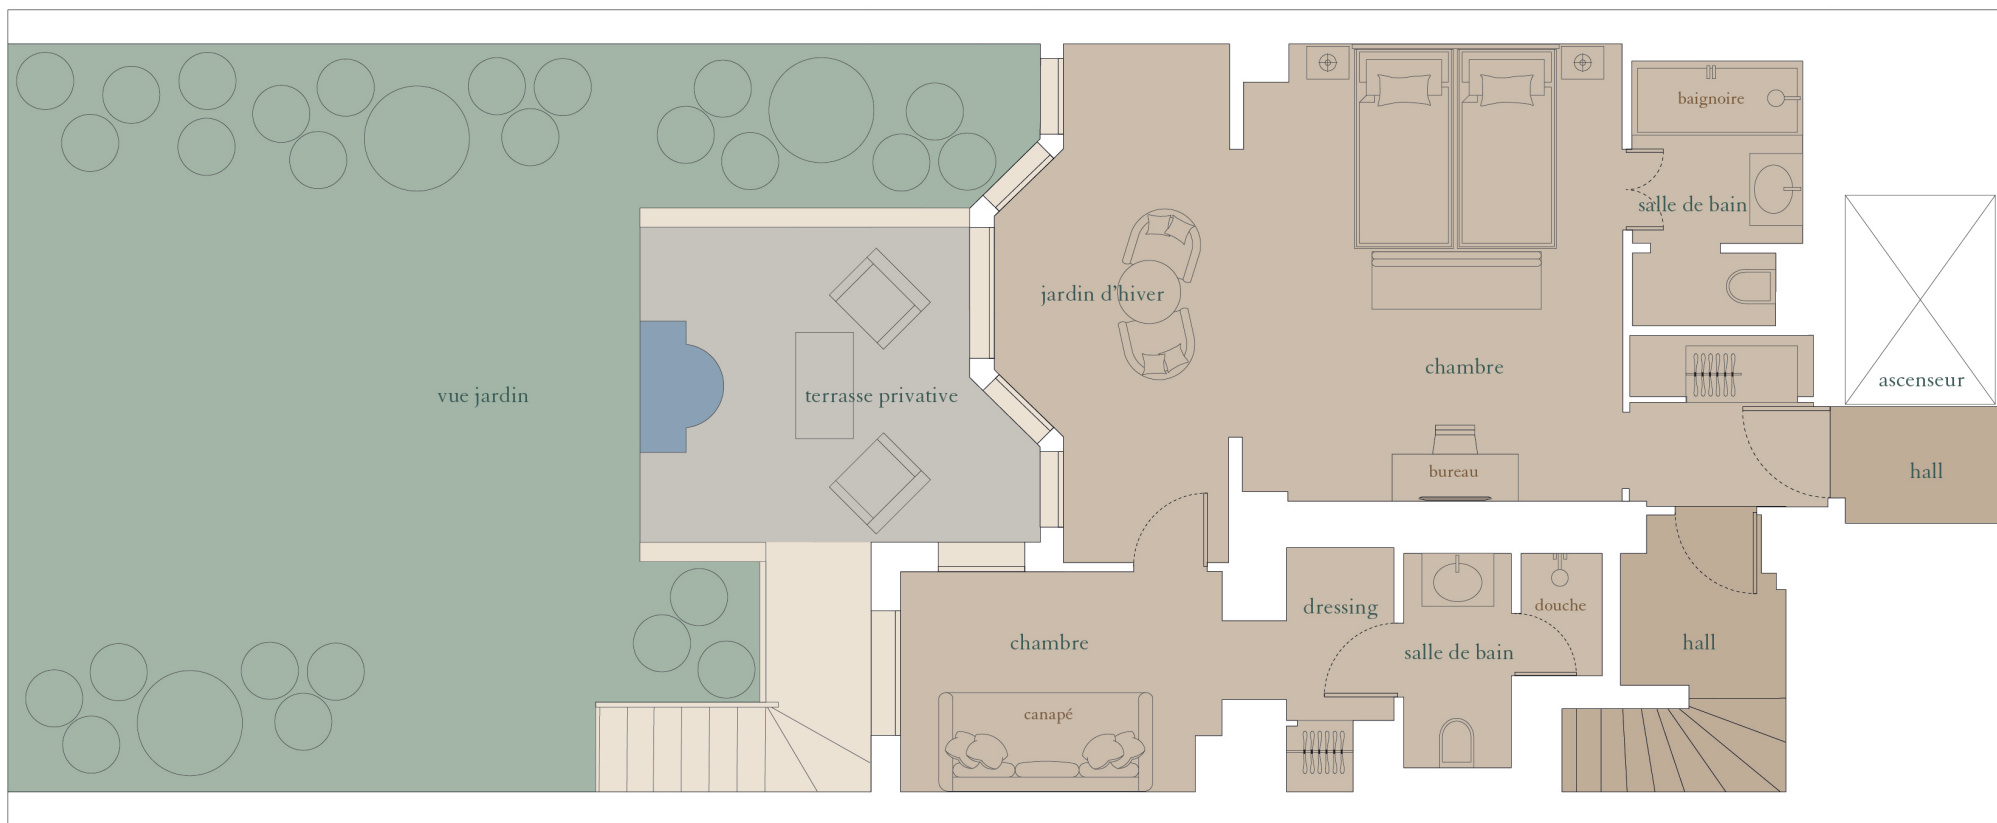 baignoire
salle de bain
jardin d’hiver
chambre
ascenseur
vue jardin
terrasse privative
bureau
hall
dressing
douche
chambre
salle de bain
hall
canapé